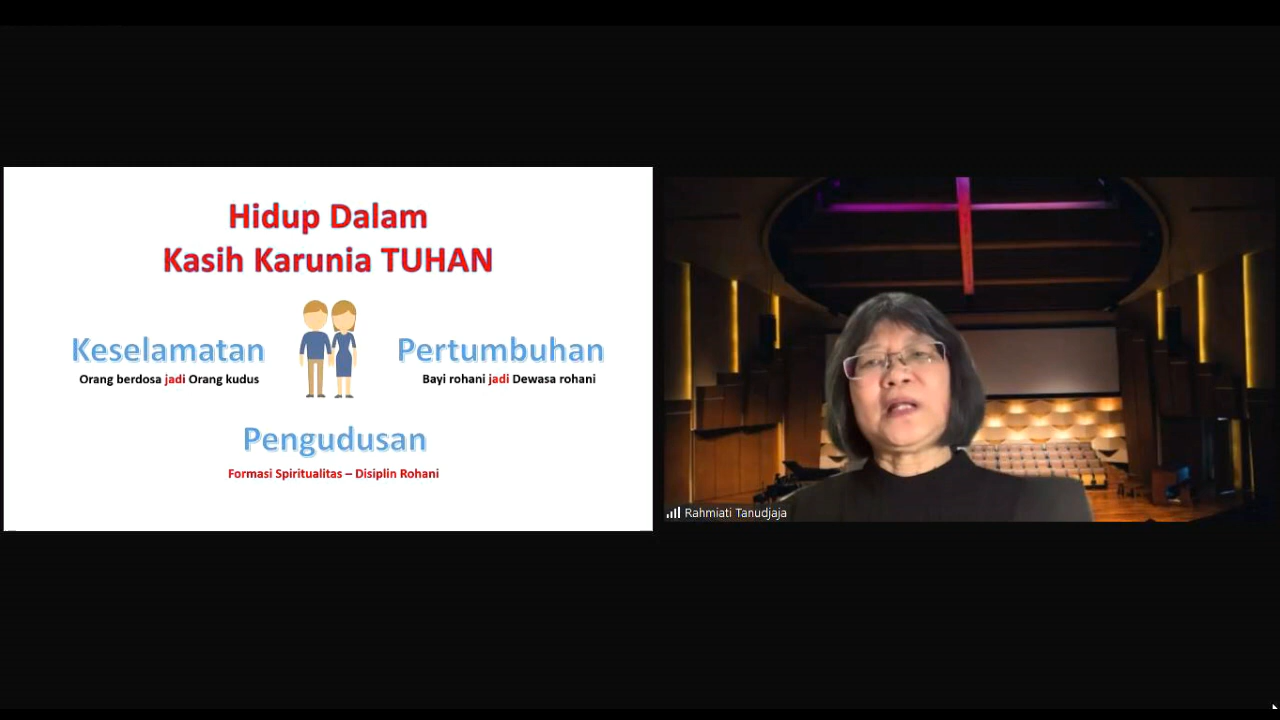 Hidup Dalam
Kasih Karunia TUHAN
Keselamatan
Orang berdosa jadi Orang kudus
Pertumbuhan
Bayi rohani jadi Dewasa rohani
Pengudusan
Formasi Spiritualitas – Disiplin Rohani
Rahmiati Tanudjaja